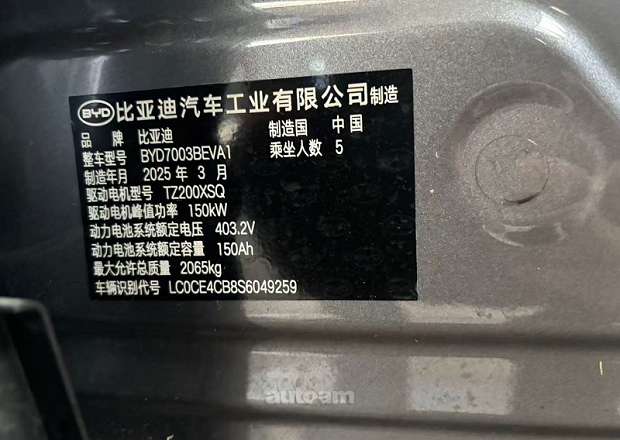 BYD 比亚迪汽车工业有限公司制造
品 牌 比亚迪 制造国 中国
整车型号 BYD7003BEVA1 乘坐人数 5
制造年月 2025 年 3 月
驱动电机型号 TZ200XSQ
驱动电机峰值功率 150kW
动力电池系统额定电压 403.2V
动力电池系统额定容量 150Ah
最大允许总质量 2065kg
车辆识别代号 LC0CE4CB8S6049259
autoam